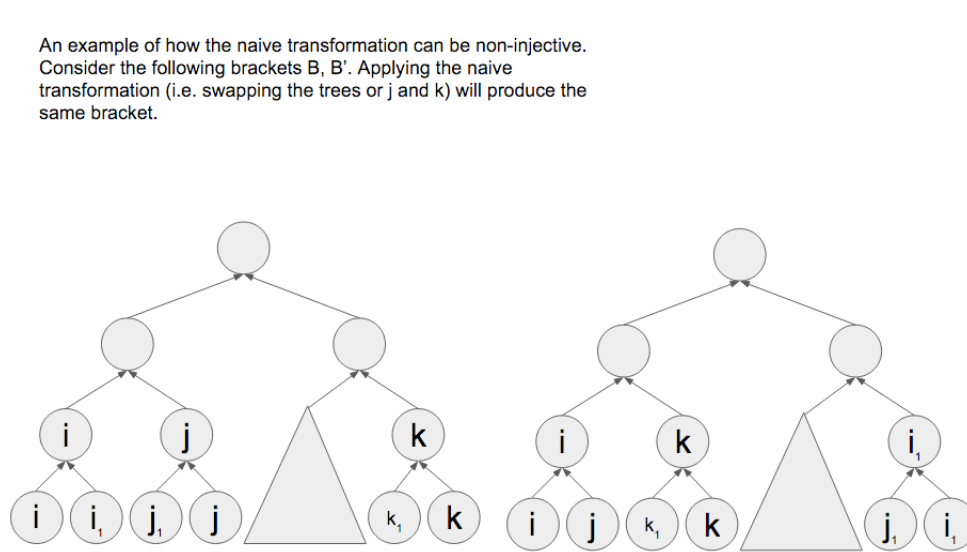 An example of how the naive transformation can be non-injective.
Consider the following brackets B, B'. Applying the naive
transformation (i.e. swapping the trees or j and k) will produce the
same bracket.
i j k i k i₁
i i₁ j₁ j k₁ k i j k₁ k j₁ i₁